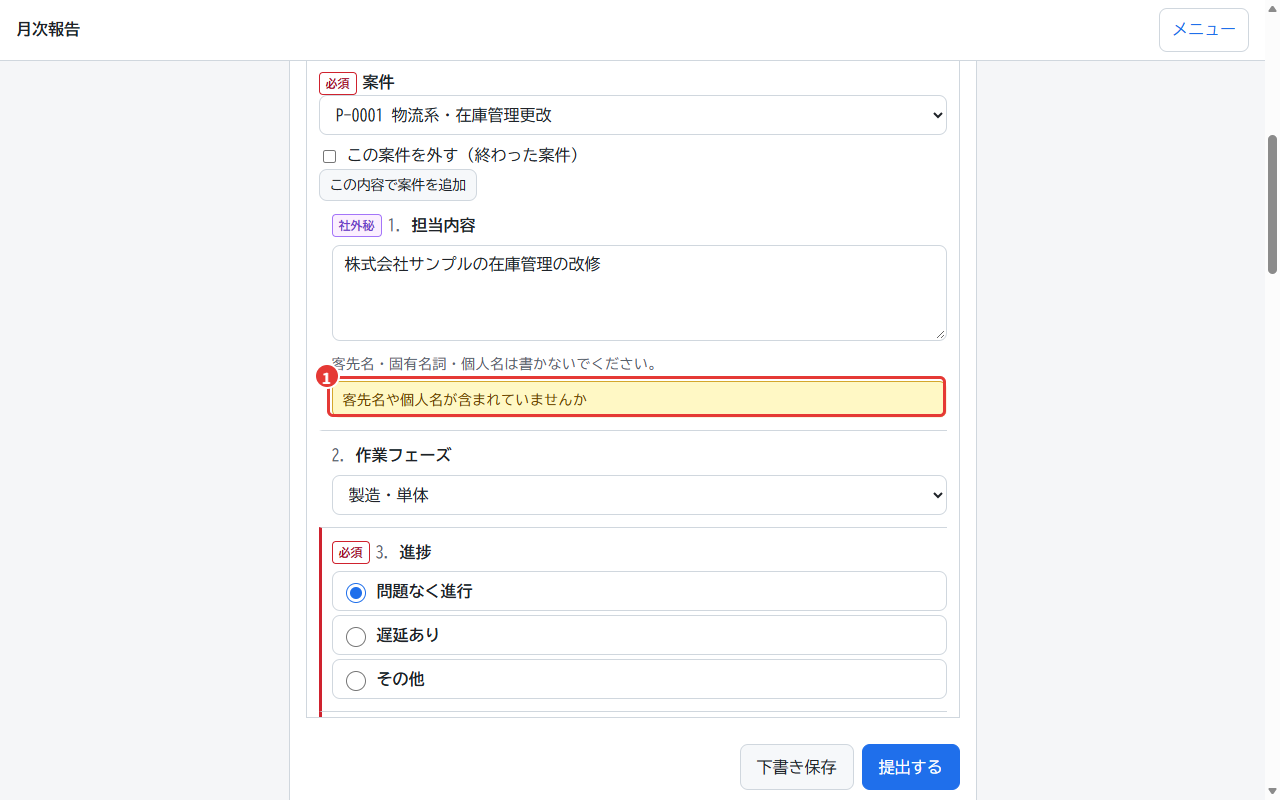 月次報告
メニュー
必須 案件
P-0001 物流系・在庫管理更改
この案件を外す（終わった案件）
この内容で案件を追加
社外秘 1. 担当内容
株式会社サンプルの在庫管理の改修
客先名・固有名詞・個人名は書かないでください。
1
客先名や個人名が含まれていませんか
2. 作業フェーズ
製造・単体
必須 3. 進捗
問題なく進行
遅延あり
その他
下書き保存
提出する